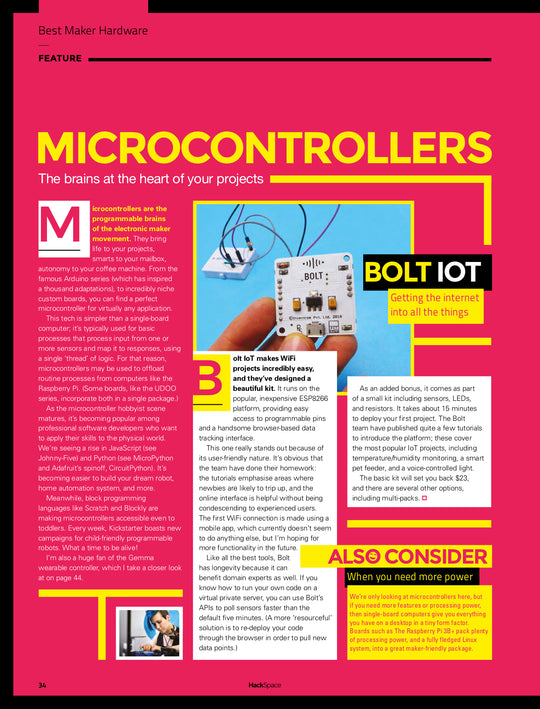 Best Maker Hardware
FEATURE
MICROCONTROLLERS
The brains at the heart of your projects
Microcontrollers are the
programmable brains
of the electronic maker
movement. They bring
life to your projects,
smarts to your mailbox,
autonomy to your coffee machine. From the
famous Arduino series (which has inspired
a thousand adaptations), to incredibly niche
custom boards, you can find a perfect
microcontroller for virtually any application.
This tech is simpler than a single-board
computer; it's typically used for basic
processes that process input from one or
more sensors and map it to responses, using
a single 'thread' of logic. For that reason,
microcontrollers may be used to offload
routine processes from computers like the
Raspberry Pi. (Some boards, like the UDOO
series, incorporate both in a single package.)
As the microcontroller hobbyist scene
matures, it's becoming popular among
professional software developers who want
to apply their skills to the physical world.
We're seeing a rise in JavaScript (see
Johnny-Five) and Python (see MicroPython
and Adafruit's spinoff, CircuitPython). It's
becoming easier to build your dream robot,
home automation system, and more.
Meanwhile, block programming
languages like Scratch and Blockly are
making microcontrollers accessible even to
toddlers. Every week, Kickstarter boasts new
campaigns for child-friendly programmable
robots. What a time to be alive!
I'm also a huge fan of the Gemma
wearable controller, which I take a closer look
at on page 44.
BOLT
BOLT IOT
Getting the internet
into all the things
Bolt IoT makes WiFi
projects incredibly easy,
and they've designed a
beautiful kit. It runs on the
popular, inexpensive ESP8266
platform, providing easy
access to programmable pins
and a handsome browser-based data
tracking interface.
This one really stands out because of
its user-friendly nature. It's obvious that
the team have done their homework:
the tutorials emphasise areas where
newbies are likely to trip up, and the
online interface is helpful without being
condescending to experienced users.
The first WiFi connection is made using a
mobile app, which currently doesn't seem
to do anything else, but I'm hoping for
more functionality in the future.
Like all the best tools, Bolt
has longevity because it can
benefit domain experts as well. If you
know how to run your own code on a
virtual private server, you can use Bolt's
APIs to poll sensors faster than the
default five minutes. (A more 'resourceful'
solution is to re-deploy your code
through the browser in order to pull new
data points.)
As an added bonus, it comes as part
of a small kit including sensors, LEDs,
and resistors. It takes about 15 minutes
to deploy your first project. The Bolt
team have published quite a few tutorials
to introduce the platform; these cover
the most popular IoT projects, including
temperature/humidity monitoring, a smart
pet feeder, and a voice-controlled light.
The basic kit will set you back $23,
and there are several other options,
including multi-packs.
ALSO CONSIDER
When you need more power
We're only looking at microcontrollers here, but
if you need more features or processing power,
then single-board computers give you everything
you have on a desktop in a tiny form factor.
Boards such as The Raspberry Pi 3B+ pack plenty
of processing power, and a fully fledged Linux
system, into a great maker-friendly package.
34
HackSpace